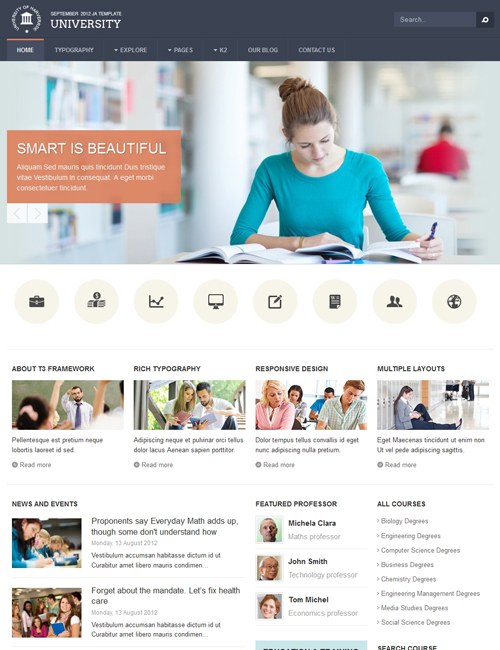 SEPTEMBER 2012 JA TEMPLATE
UNIVERSITY
Search...
HOME
TYPOGRAPHY
EXPLORE
PAGES
K2
OUR BLOG
CONTACT US
SMART IS BEAUTIFUL
Aliquam Sed mauris quis tincidunt Duis tristique
vitae Vestibulum in consequat. A eget morbi
consectetuer tincidunt.
ABOUT T3 FRAMEWORK
Pellentesque est pretium neque
lobortis laoreet id sed.
Read more
RICH TYPOGRAPHY
Adipiscing neque et pulvinar orci tellus
dolor lacus Aenean sapien porttitor.
Read more
RESPONSIVE DESIGN
Dolor tempus tellus convallis id eget
nunc adipiscing nulla pretium.
Read more
MULTIPLE LAYOUTS
Eget Maecenas tincidunt ut enim non
Ut vel pede adipiscing sagittis.
Read more
NEWS AND EVENTS
Proponents say Everyday Math adds up,
though some don't understand how
Monday, 13 August 2012
Vestibulum accumsan habitasse dictum id ut
Curabitur amet libero mauris condimen...
Forget about the mandate. Let's fix health
care
Monday, 13 August 2012
Vestibulum accumsan habitasse dictum id ut
Curabitur amet libero mauris condimen...
FEATURED PROFESSOR
Michela Clara
Maths professor
John Smith
Technology professor
Tom Michel
Economics professor
ALL COURSES
Biology Degrees
Engineering Degrees
Computer Science Degrees
Business Degrees
Chemistry Degrees
Engineering Management Degrees
Media Studies Degrees
Social Science Degrees
SEARCH COURSE
EDUCATION & TRAINING